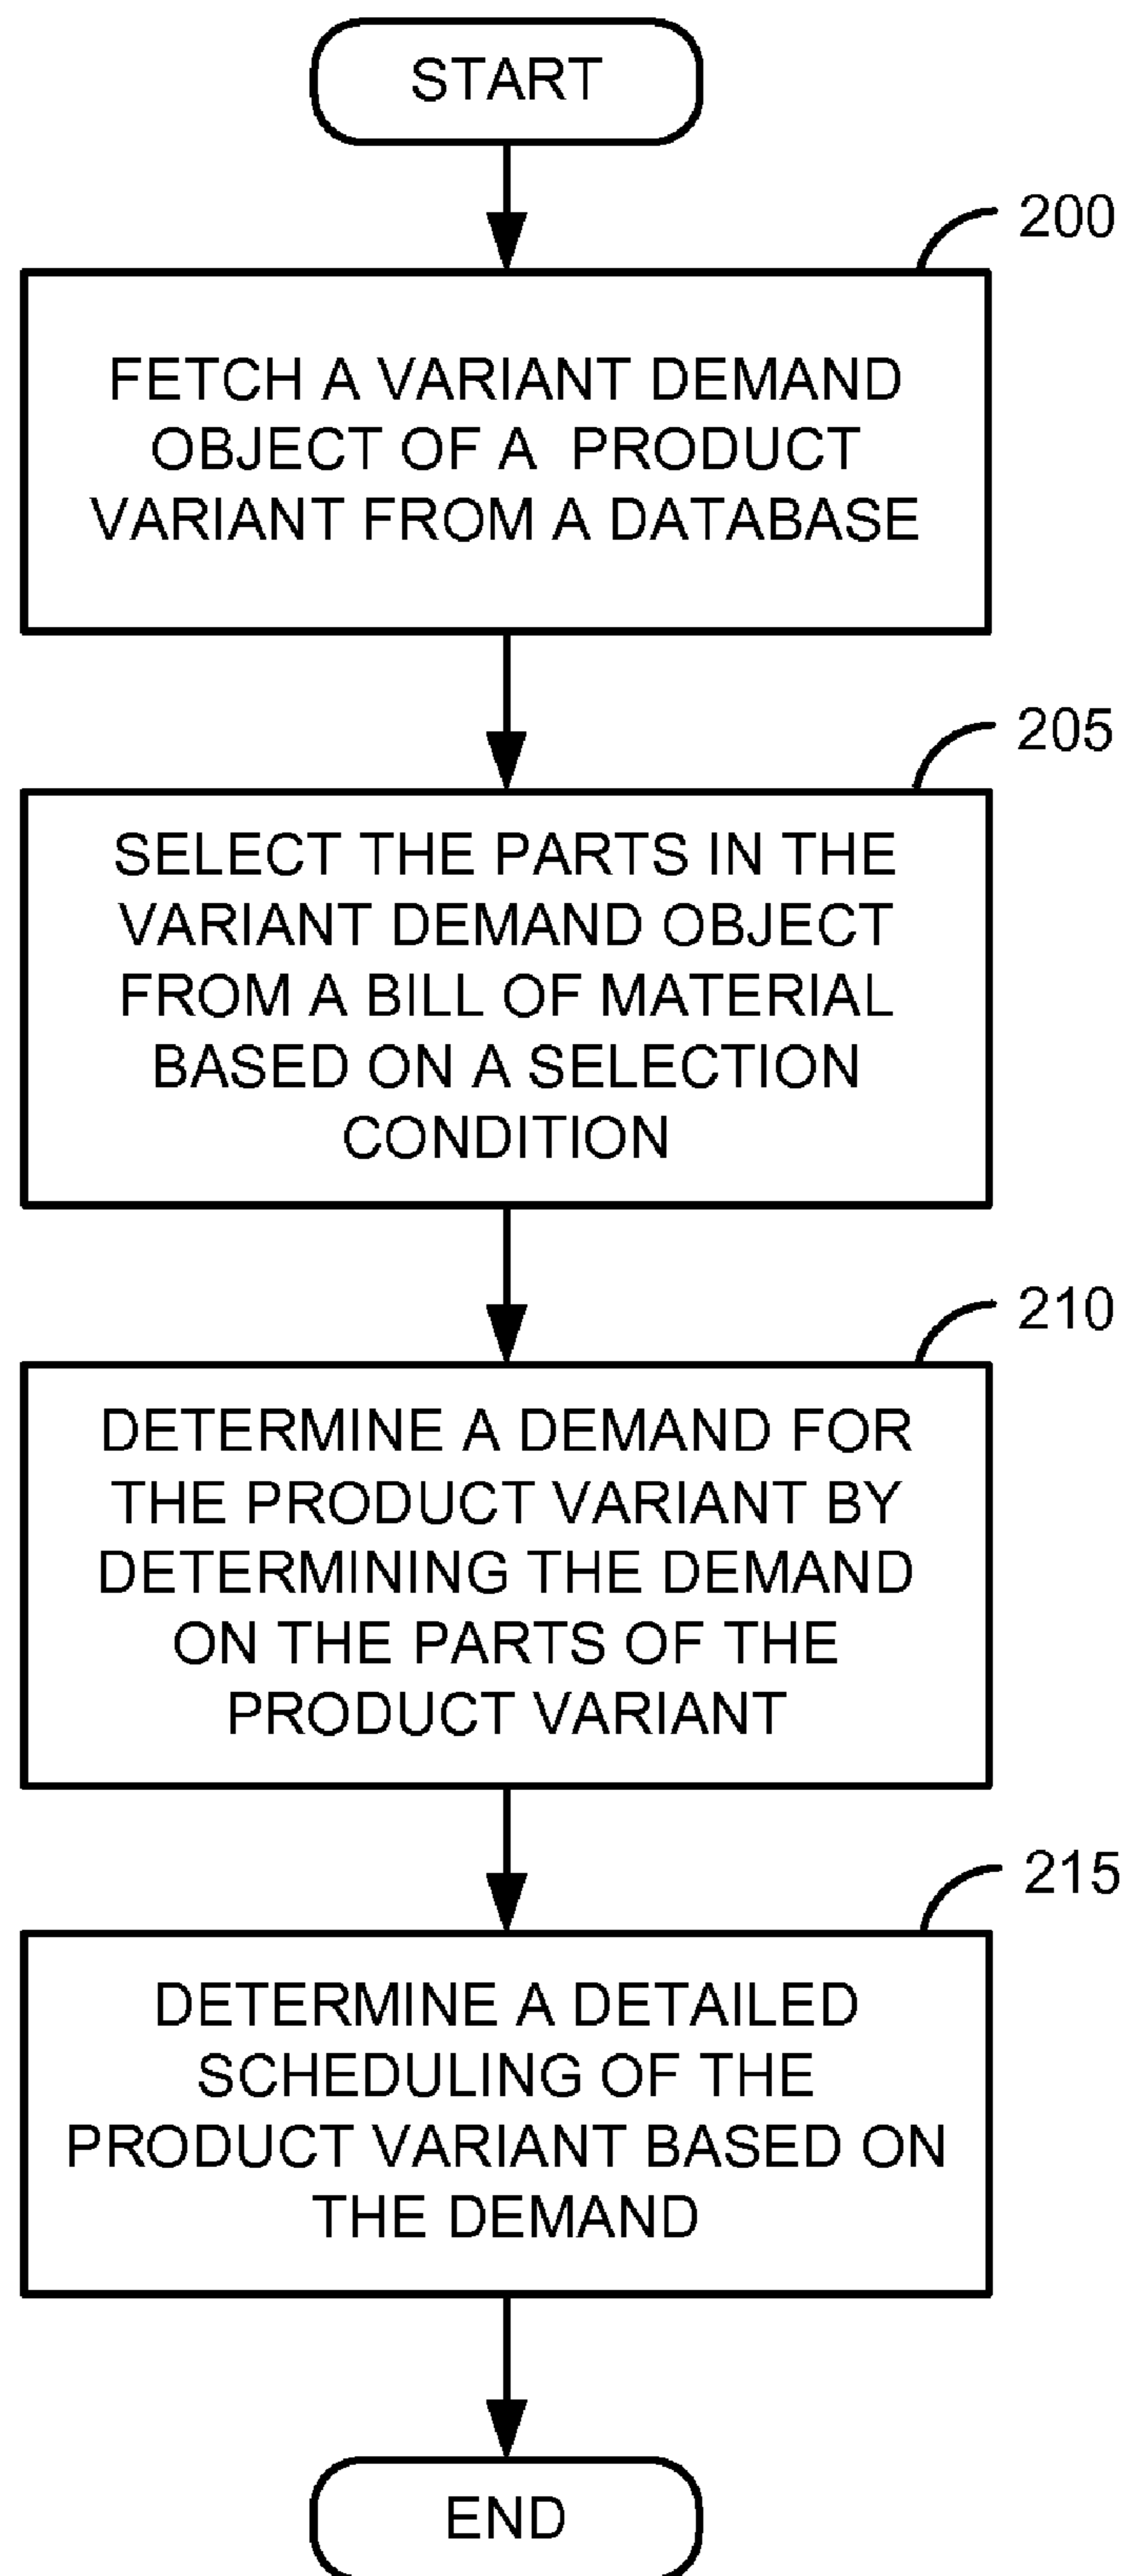 START
200
FETCH A VARIANT DEMAND
OBJECT OF A PRODUCT
VARIANT FROM A DATABASE
205
SELECT THE PARTS IN THE
VARIANT DEMAND OBJECT
FROM A BILL OF MATERIAL
BASED ON A SELECTION
CONDITION
210
DETERMINE A DEMAND FOR
THE PRODUCT VARIANT BY
DETERMINING THE DEMAND
ON THE PARTS OF THE
PRODUCT VARIANT
215
DETERMINE A DETAILED
SCHEDULING OF THE
PRODUCT VARIANT BASED ON
THE DEMAND
END